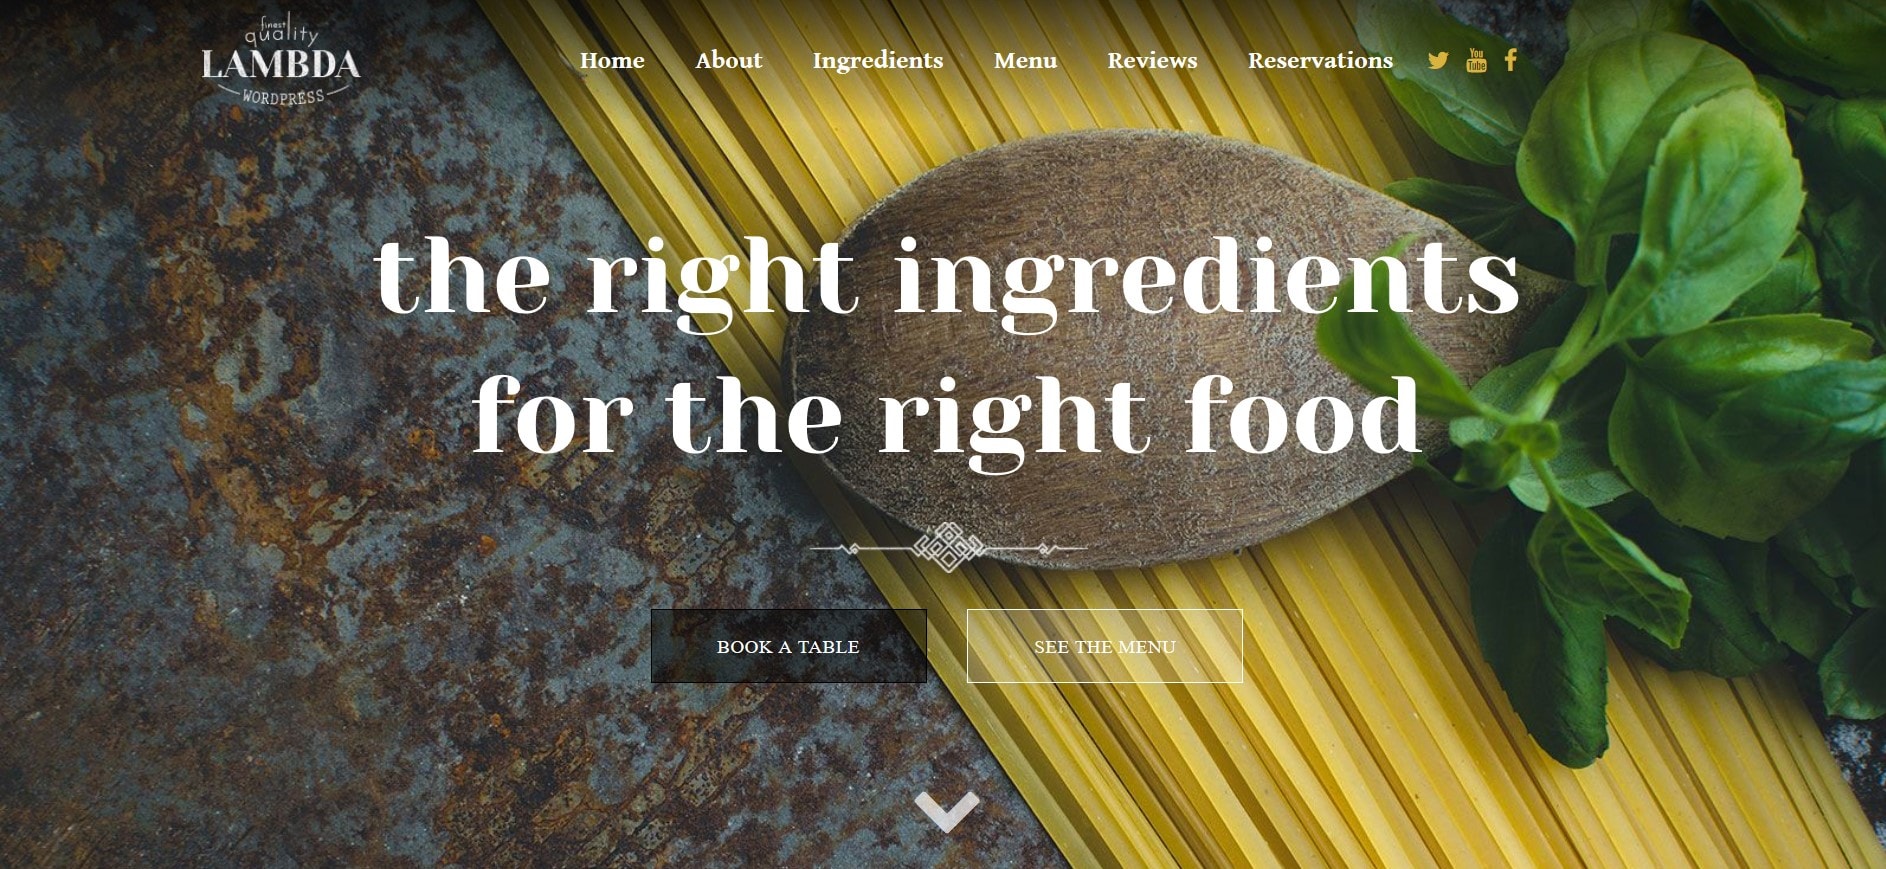 finest
quality
LAMBDA
WORDPRESS
Home About Ingredients Menu Reviews Reservations
You
Tube
the right ingredients
for the right food
BOOK A TABLE SEE THE MENU